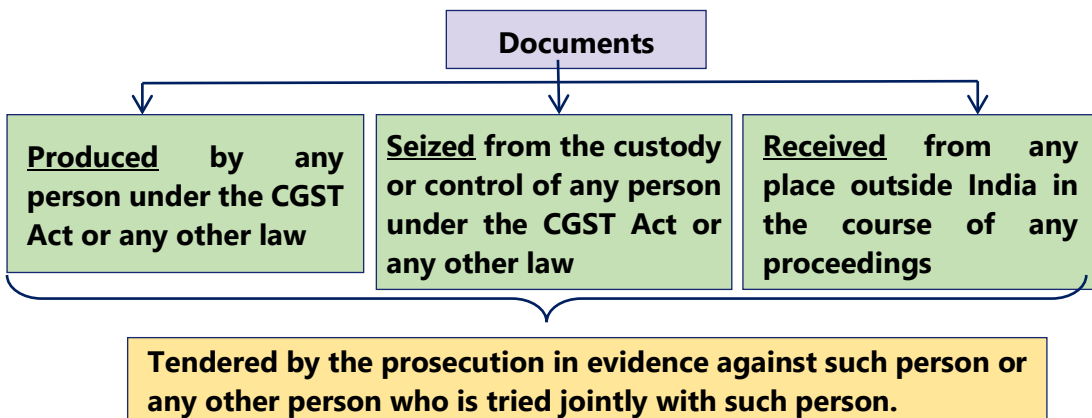 Documents
Produced by any
person under the CGST
Act or any other law
Seized from the custody
or control of any person
under the CGST Act or
any other law
Received from any
place outside India in
the course of any
proceedings
Tendered by the prosecution in evidence against such person or
any other person who is tried jointly with such person.